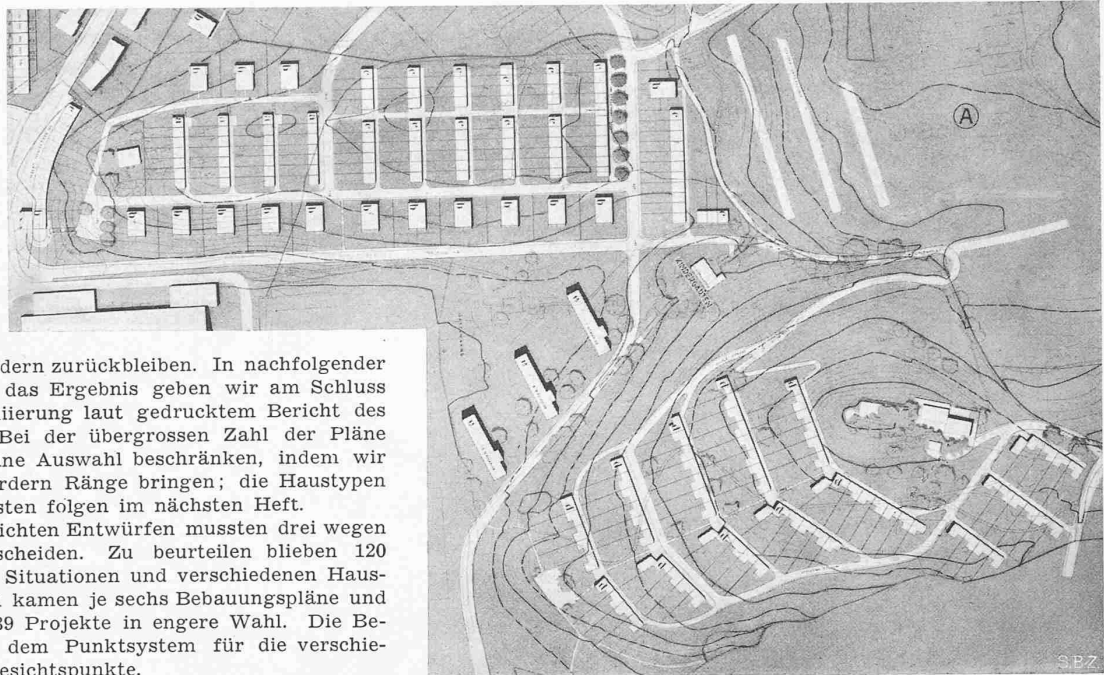 A
KINDERGARTEN
dern zurückbleiben. In nachfolgender
das Ergebnis geben wir am Schluss
liierung laut gedrucktem Bericht des
Bei der übergrossen Zahl der Pläne
ne Auswahl beschränken, indem wir
rdern Ränge bringen; die Haustypen
sten folgen im nächsten Heft.
ichten Entwürfen mussten drei wegen
scheiden. Zu beurteilen blieben 120
Situationen und verschiedenen Haus-
kamen je sechs Bebauungspläne und
39 Projekte in engere Wahl. Die Be-
dem Punktsystem für die verschie-
esichtspunkte.
S.B.Z.